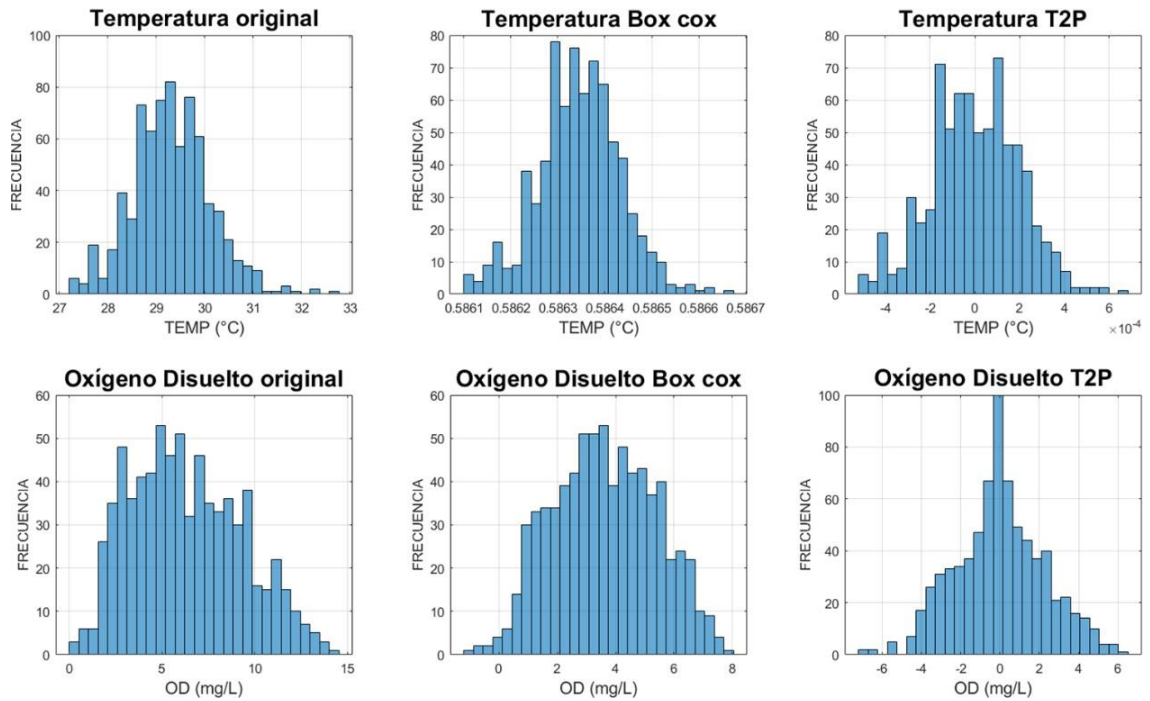 Temperatura original
100
80
60
40
20
0
FRECUENCIA
27 28 29 30 31 32 33
TEMP (°C)
Temperatura Box cox
80
70
60
50
40
30
20
10
0
FRECUENCIA
0.5861 0.5862 0.5863 0.5864 0.5865 0.5866 0.5867
TEMP (°C)
Temperatura T2P
80
70
60
50
40
30
20
10
0
FRECUENCIA
-4 -2 0 2 4 6
TEMP (°C)
×10⁻⁴
Oxígeno Disuelto original
60
50
40
30
20
10
0
FRECUENCIA
0 5 10 15
OD (mg/L)
Oxígeno Disuelto Box cox
60
50
40
30
20
10
0
FRECUENCIA
0 2 4 6 8
OD (mg/L)
Oxígeno Disuelto T2P
100
80
60
40
20
0
FRECUENCIA
-6 -4 -2 0 2 4 6
OD (mg/L)